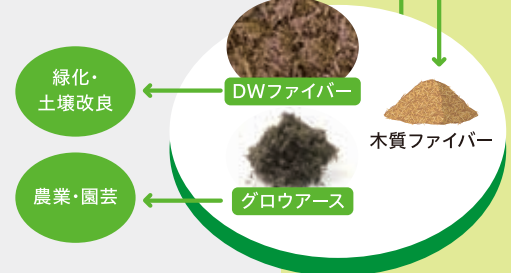 緑化・
土壌改良
DWファイバー
木質ファイバー
農業・園芸
グロウアース